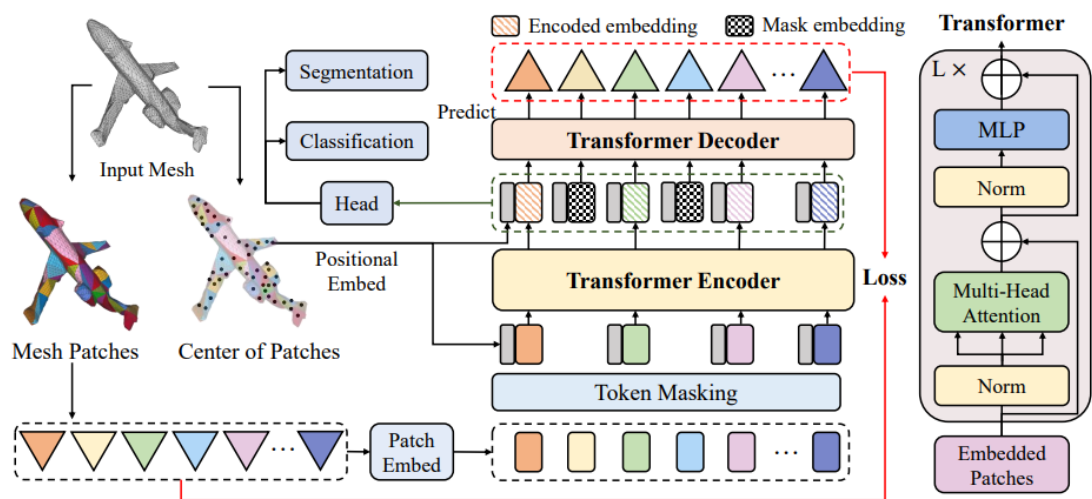 Encoded embedding
Mask embedding
Transformer
Segmentation
L ×
Predict
Classification
Transformer Decoder
MLP
Input Mesh
Norm
Head
Positional
Embed
Transformer Encoder
Loss
Multi-Head
Attention
Mesh Patches
Center of Patches
Token Masking
Norm
Patch
Embed
Embedded
Patches